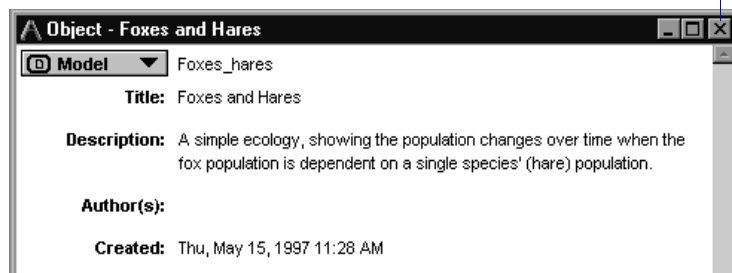 Object - Foxes and Hares
Model Foxes_hares
Title: Foxes and Hares
Description: A simple ecology, showing the population changes over time when the
fox population is dependent on a single species' (hare) population.
Author(s):
Created: Thu, May 15, 1997 11:28 AM